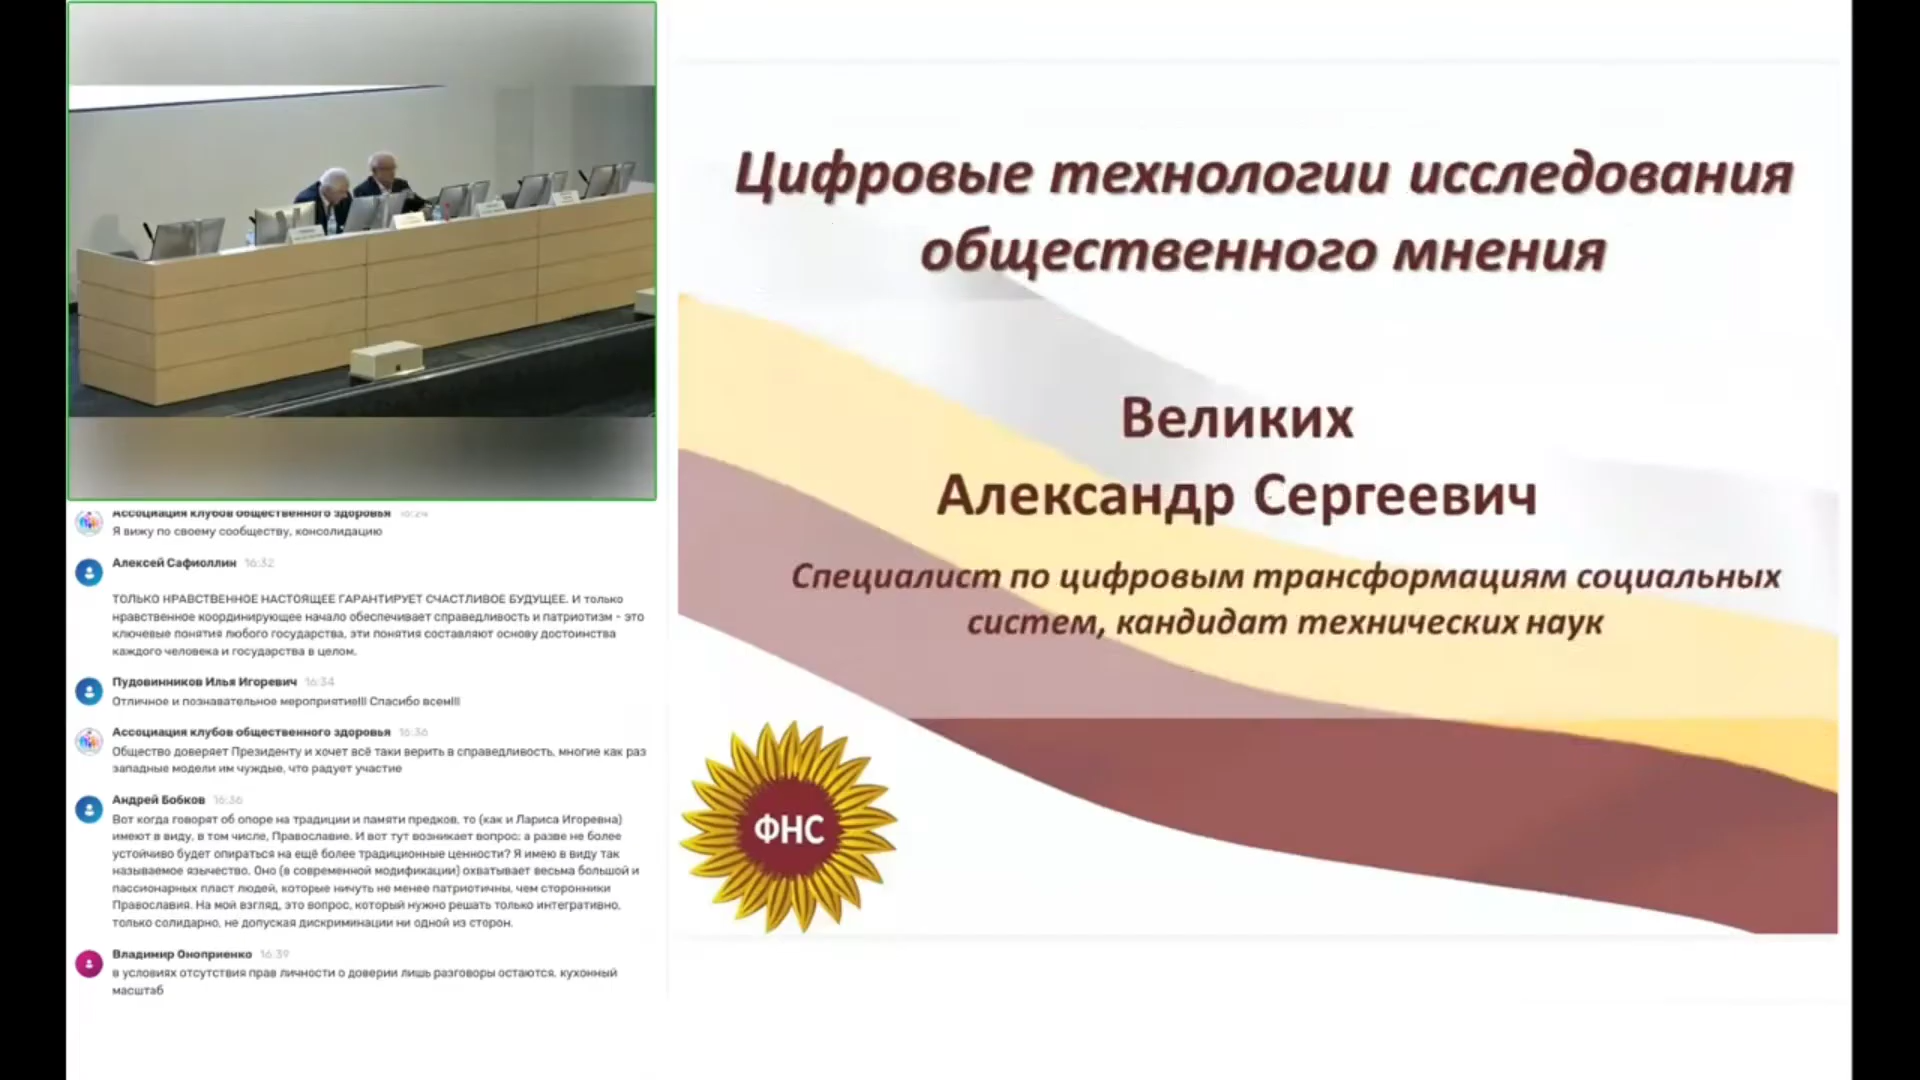 Ассоциация клубов общественного здоровья 16:24
Я вижу по своему сообществу, консолидацию
Алексей Сафиоллин 16:32
ТОЛЬКО НРАВСТВЕННОЕ НАСТОЯЩЕЕ ГАРАНТИРУЕТ СЧАСТЛИВОЕ БУДУЩЕЕ. И только
нравственное координирующее начало обеспечивает справедливость и патриотизм - это
ключевые понятия любого государства, эти понятия составляют основу достоинства
каждого человека и государства в целом.
Пудовинников Илья Игоревич 16:34
Отличное и познавательное мероприятие!!! Спасибо всем!!!
Ассоциация клубов общественного здоровья 16:36
Общество доверяет Президенту и хочет всё таки верить в справедливость, многие как раз
западные модели им чуждые, что радует участие
Андрей Бобков 16:36
Вот когда говорят об опоре на традиции и памяти предков, то (как и Лариса Игоревна)
имеют в виду, в том числе, Православие. И вот тут возникает вопрос: а разве не более
устойчиво будет опираться на ещё более традиционные ценности? Я имею в виду так
называемое язычество. Оно (в современной модификации) охватывает весьма большой и
пассионарных пласт людей, которые ничуть не менее патриотичны, чем сторонники
Православия. На мой взгляд, это вопрос, который нужно решать только интегративно,
только солидарно, не допуская дискриминации ни одной из сторон.
Владимир Оноприенко 16:39
в условиях отсутствия прав личности о доверии лишь разговоры остаются. кухонный
масштаб
Цифровые технологии исследования
общественного мнения
Великих
Александр Сергеевич
Специалист по цифровым трансформациям социальных
систем, кандидат технических наук
ФНС